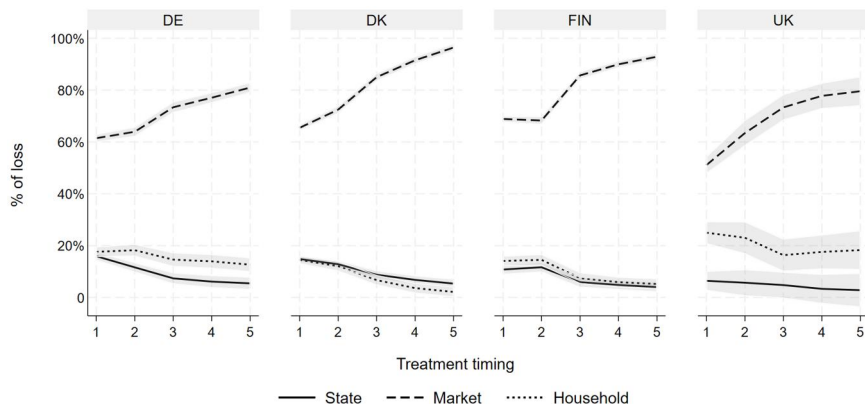 DE DK FIN UK
100%
80%
60%
40%
20%
0
% of loss
1 2 3 4 5 1 2 3 4 5 1 2 3 4 5 1 2 3 4 5
Treatment timing
State Market Household